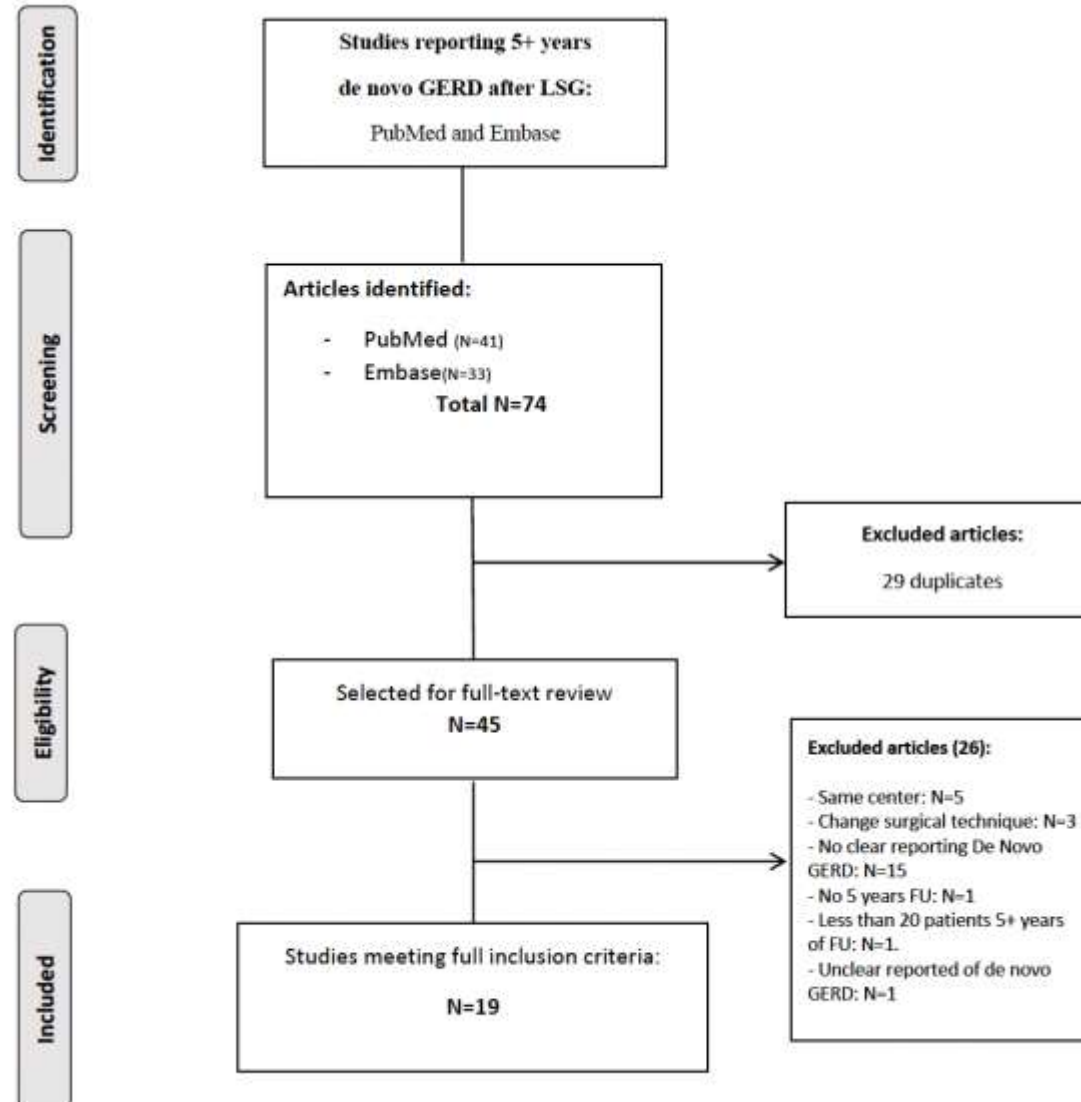 Identification
Studies reporting 5+ years
de novo GERD after LSG:
PubMed and Embase
Screening
Articles identified:
- PubMed (N=41)
- Embase(N=33)
Total N=74
Excluded articles:
29 duplicates
Eligibility
Selected for full-text review
N=45
Excluded articles (26):
- Same center: N=5
- Change surgical technique: N=3
- No clear reporting De Novo
GERD: N=15
- No 5 years FU: N=1
- Less than 20 patients 5+ years
of FU: N=1.
- Unclear reported of de novo
GERD: N=1
Included
Studies meeting full inclusion criteria:
N=19